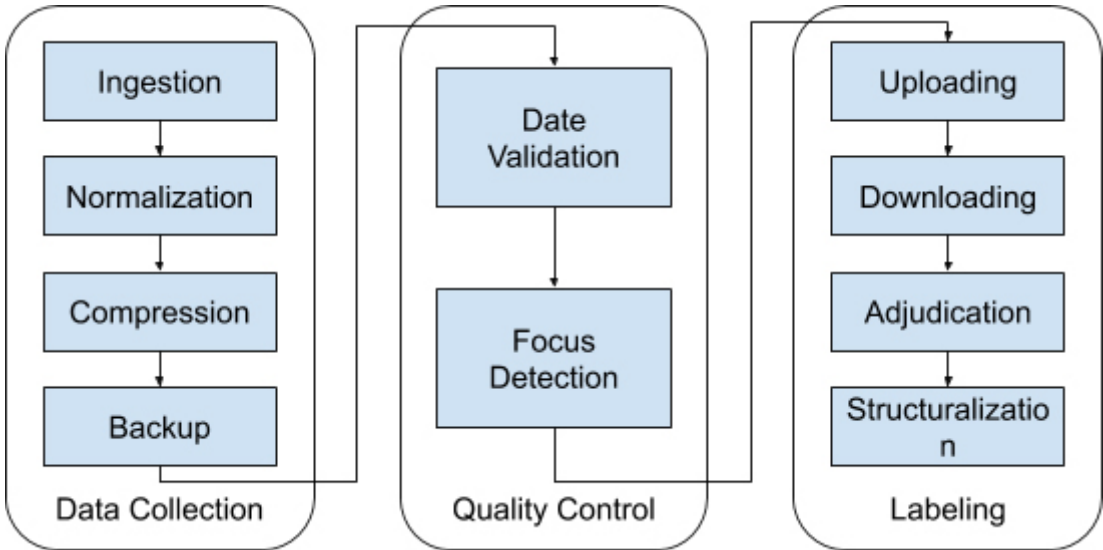 Ingestion
Normalization
Compression
Backup
Data Collection
Date
Validation
Focus
Detection
Quality Control
Uploading
Downloading
Adjudication
Structuralizatio
n
Labeling